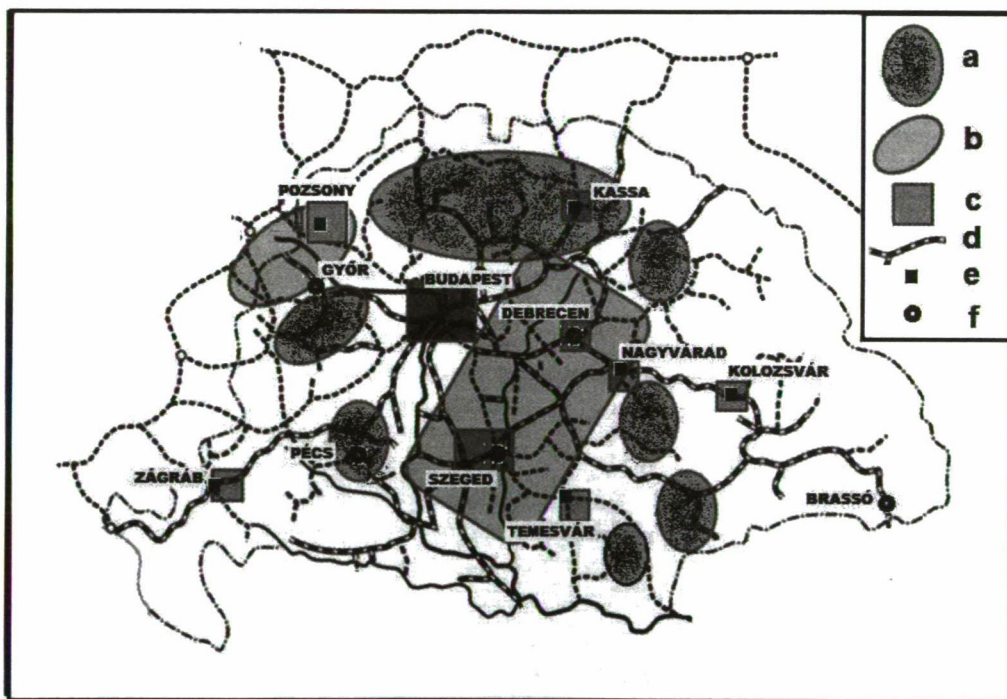 a
b
c
d
e
f
POZSONY
KASSA
GYŐR
BUDAPEST
DEBRECEN
NAGYVÁRAD
KOLOZSVÁR
PÉCS
ZÁGRÁB
SZEGED
TEMESVÁR
BRASSÓ